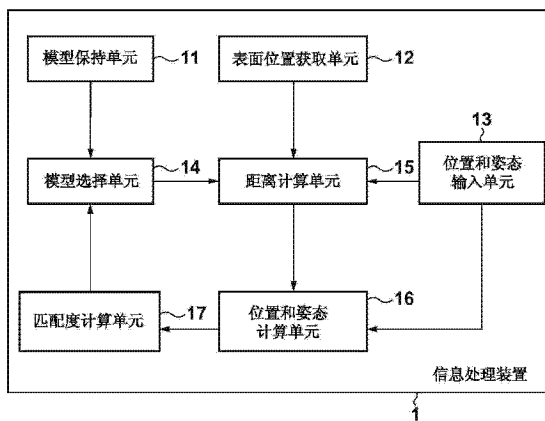 模型保持单元
11
表面位置获取单元
12
13
模型选择单元
14
距离计算单元
15
位置和姿态
输入单元
匹配度计算单元
17
位置和姿态
计算单元
16
信息处理装置
1